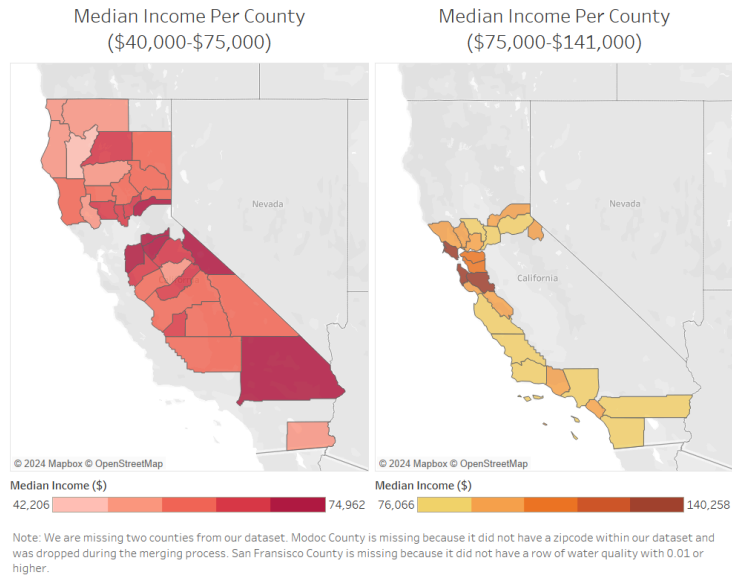 Median Income Per County
($40,000-$75,000)
Median Income Per County
($75,000-$141,000)
Nevada
Nevada
California
© 2024 Mapbox © OpenStreetMap
© 2024 Mapbox © OpenStreetMap
Median Income ($)
42,206 74,962
Median Income ($)
76,066 140,258
Note: We are missing two counties from our dataset. Modoc County is missing because it did not have a zipcode within our dataset and
was dropped during the merging process. San Fransisco County is missing because it did not have a row of water quality with 0.01 or
higher.